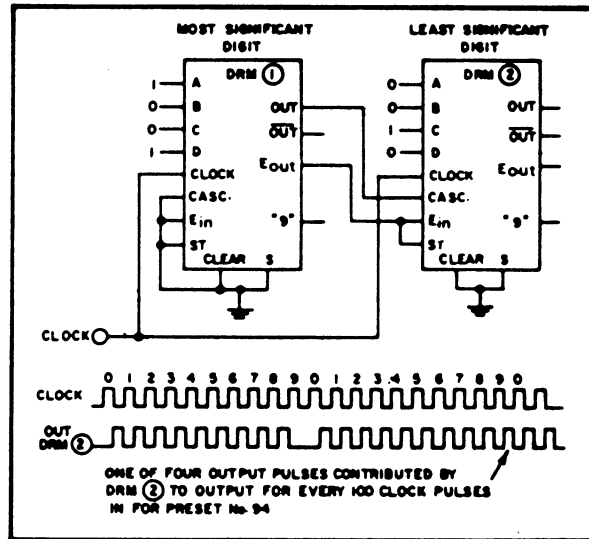 MOST SIGNIFICANT DIGIT
LEAST SIGNIFICANT DIGIT
DRM 1
1 A
0 B
0 C
1 D
CLOCK
CASC.
Ein
ST
OUT
OUT
Eout
"9"
CLEAR S
DRM 2
0 A
0 B
1 C
0 D
CLOCK
CASC.
Ein
ST
OUT
OUT
Eout
"9"
CLEAR S
CLOCK
0 1 2 3 4 5 6 7 8 9 0 1 2 3 4 5 6 7 8 9 0
CLOCK
OUT
DRM 2
ONE OF FOUR OUTPUT PULSES CONTRIBUTED BY
DRM 2 TO OUTPUT FOR EVERY 100 CLOCK PULSES
IN FOR PRESET No. 94